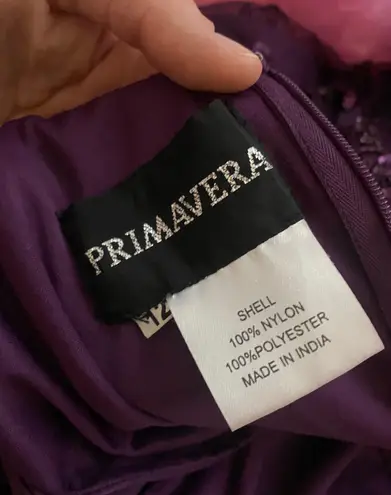 PRIMAVERA
SHELL
100% NYLON
100%POLYESTER
MADE IN INDIA